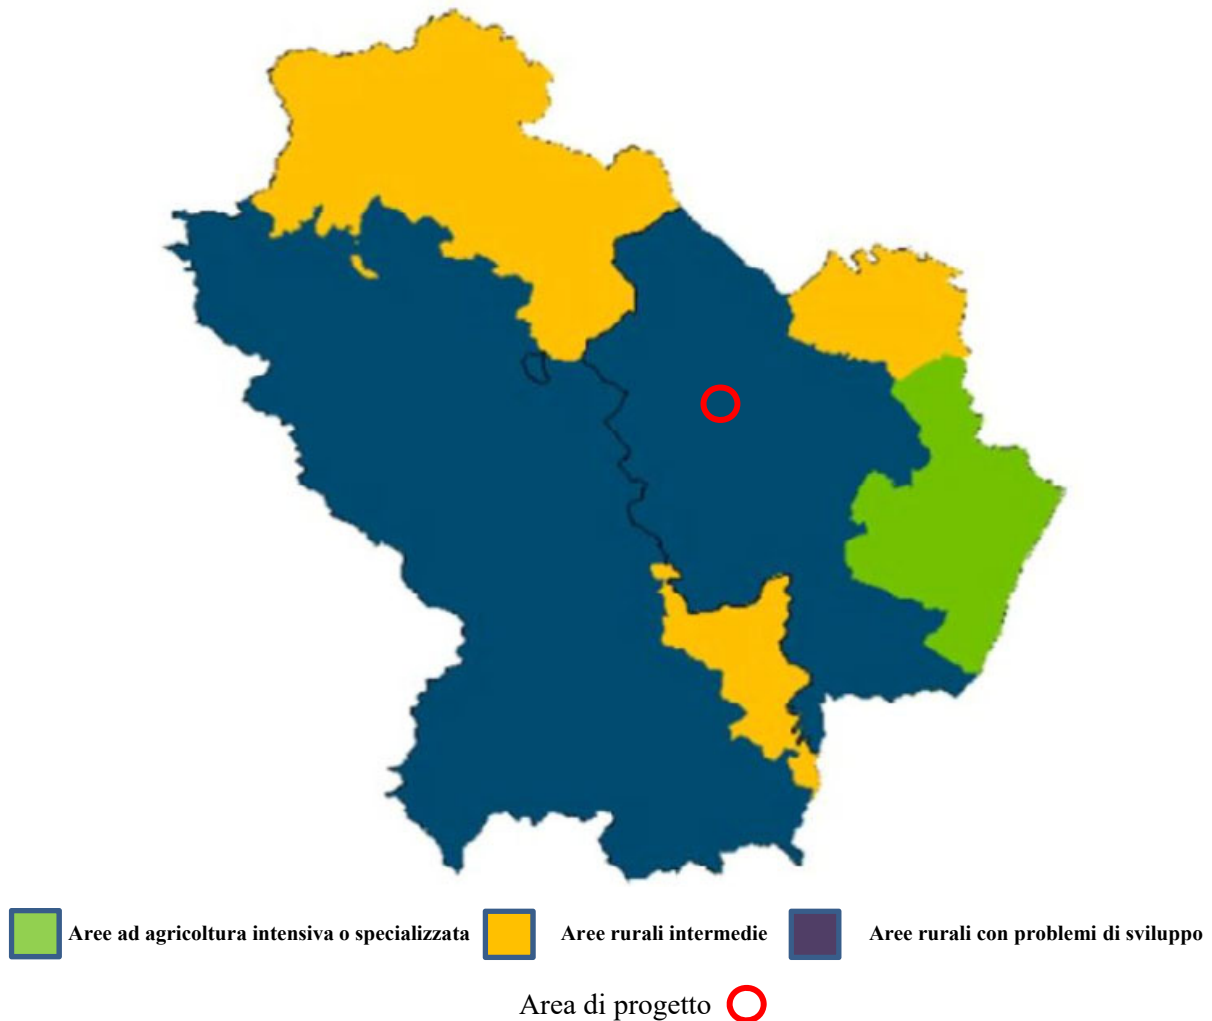 Aree ad agricoltura intensiva o specializzata Aree rurali intermedie Aree rurali con problemi di sviluppo
Area di progetto